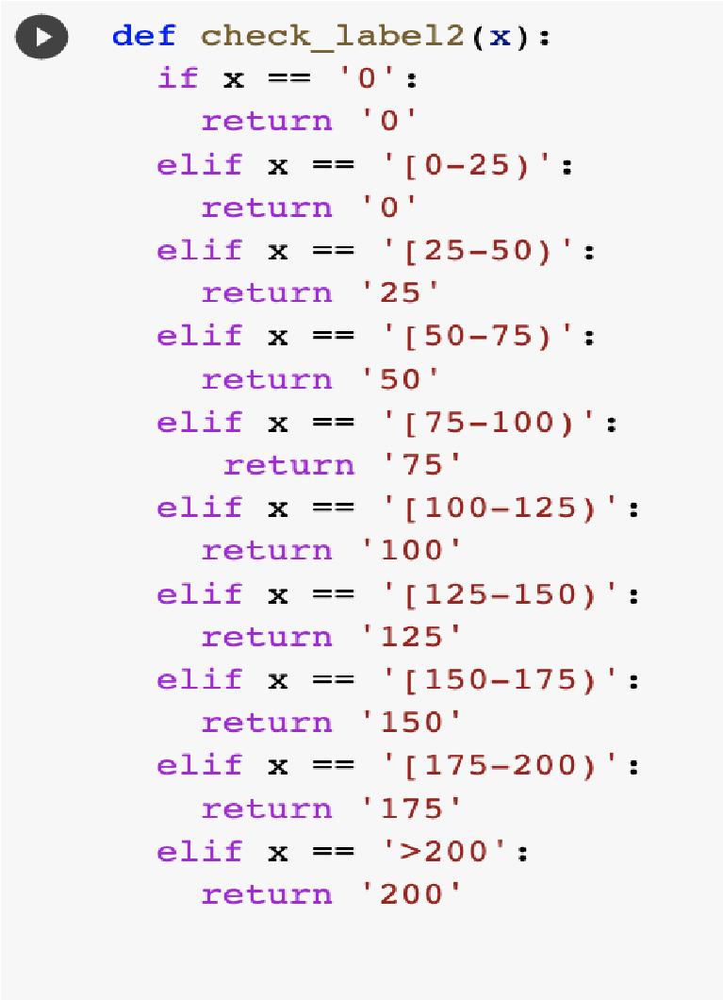 def check_label2(x):
  if x == '0':
    return '0'
  elif x == '[0-25)':
    return '0'
  elif x == '[25-50)':
    return '25'
  elif x == '[50-75)':
    return '50'
  elif x == '[75-100)':
     return '75'
  elif x == '[100-125)':
    return '100'
  elif x == '[125-150)':
    return '125'
  elif x == '[150-175)':
    return '150'
  elif x == '[175-200)':
    return '175'
  elif x == '>200':
    return '200'